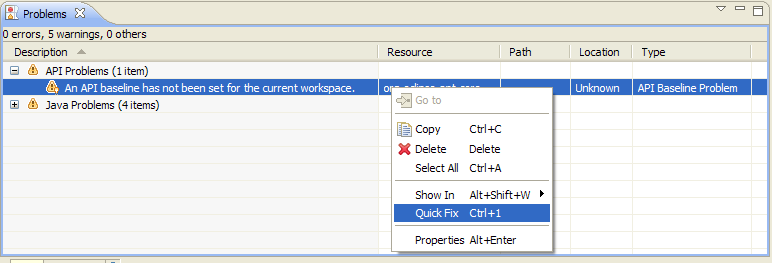 Problems
0 errors, 5 warnings, 0 others
Description Resource Path Location Type
API Problems (1 item)
An API baseline has not been set for the current workspace. Unknown API Baseline Problem
Java Problems (4 items)
Go to
Copy Ctrl+C
Delete Delete
Select All Ctrl+A
Show In Alt+Shift+W
Quick Fix Ctrl+1
Properties Alt+Enter